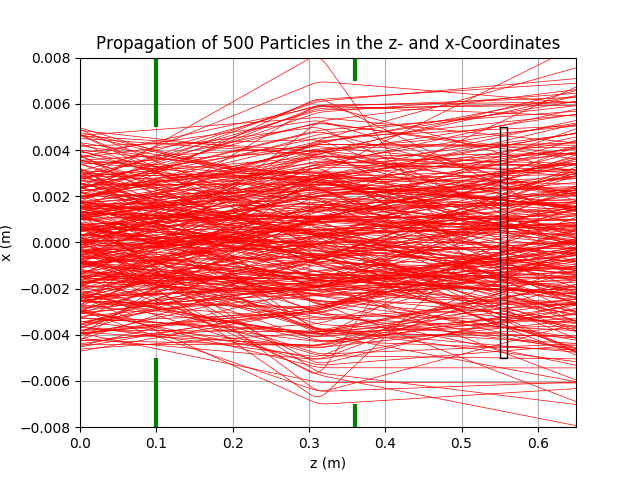 Propagation of 500 Particles in the z- and x-Coordinates
0.008
0.006
0.004
0.002
0.000
−0.002
−0.004
−0.006
−0.008
x (m)
0.0 0.1 0.2 0.3 0.4 0.5 0.6
z (m)